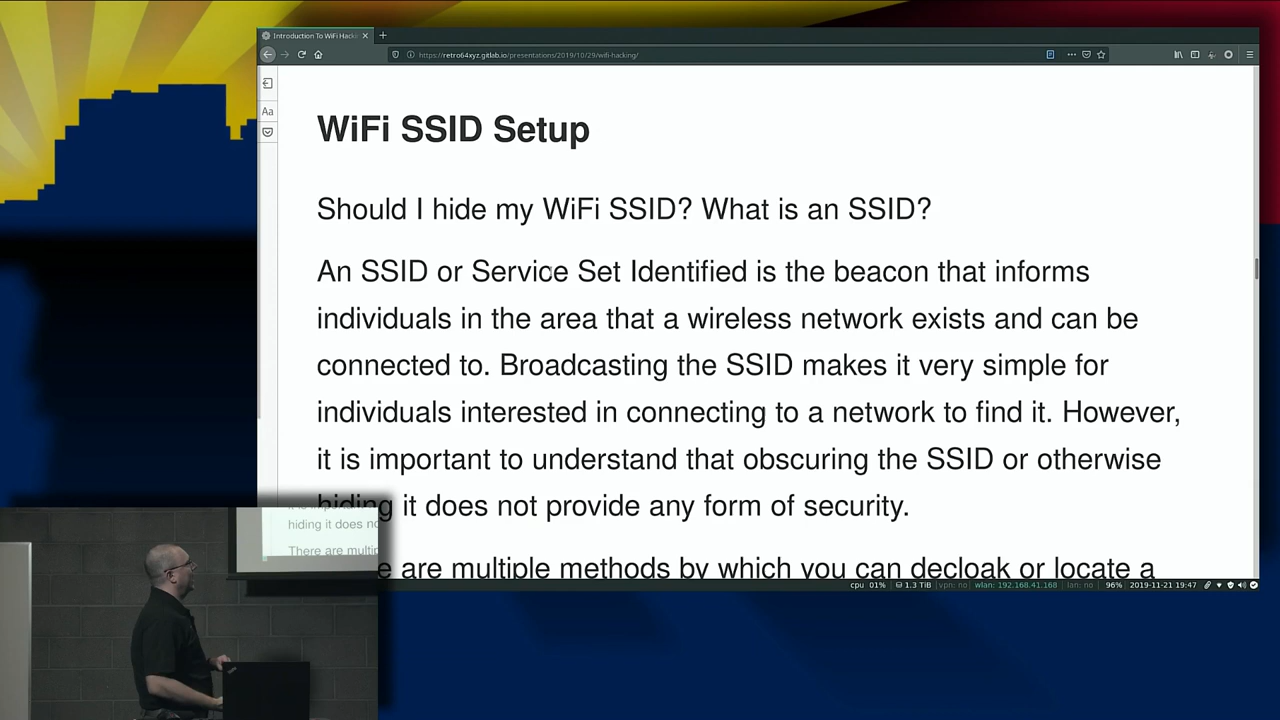 Introduction To WiFi Hack
https://retro64xyz.gitlab.io/presentations/2019/10/29/wifi-hacking/
Aa
WiFi SSID Setup
Should I hide my WiFi SSID? What is an SSID?
An SSID or Service Set Identified is the beacon that informs
individuals in the area that a wireless network exists and can be
connected to. Broadcasting the SSID makes it very simple for
individuals interested in connecting to a network to find it. However,
it is important to understand that obscuring the SSID or otherwise
hiding it does not provide any form of security.
e are multiple methods by which you can decloak or locate a
hiding it does no
There are multip
cpu 01% 1.3 TiB vpn: no wlan: 192.168.41.168 lan: no 96% 2019-11-21 19:47